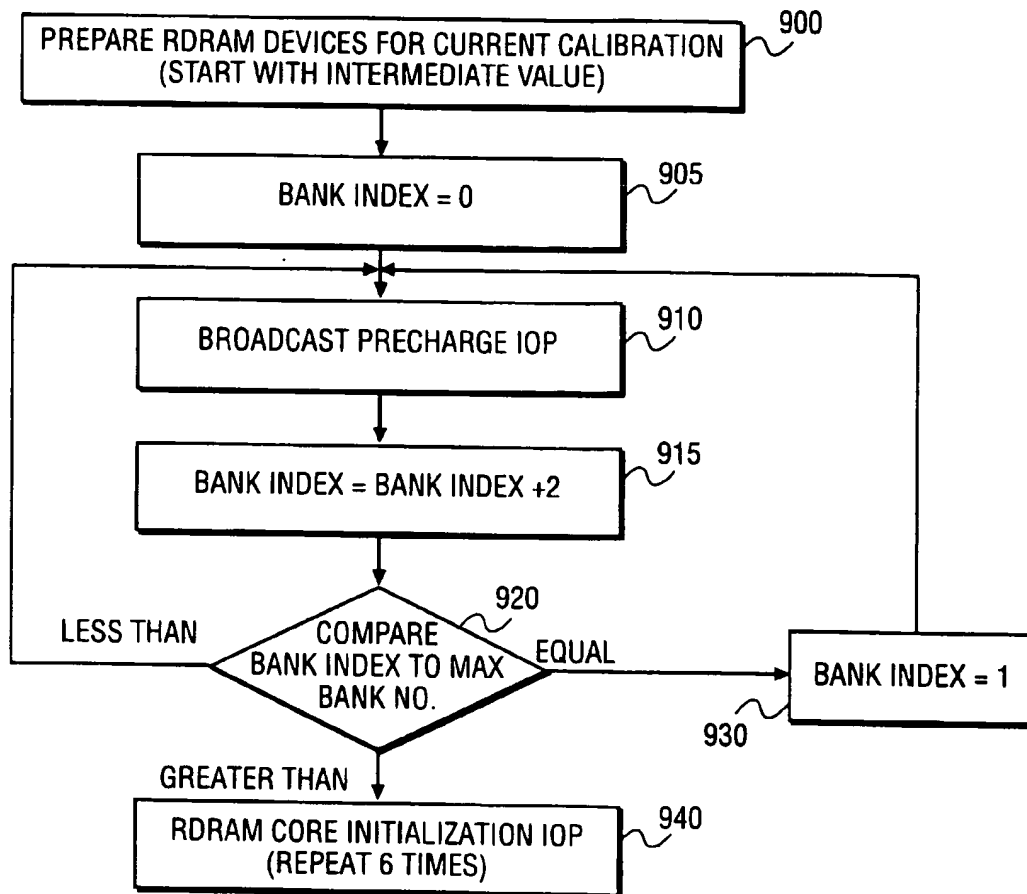 PREPARE RDRAM DEVICES FOR CURRENT CALIBRATION
(START WITH INTERMEDIATE VALUE)
900
BANK INDEX = 0
905
BROADCAST PRECHARGE IOP
910
BANK INDEX = BANK INDEX +2
915
COMPARE
BANK INDEX TO MAX
BANK NO.
920
LESS THAN
EQUAL
BANK INDEX = 1
930
GREATER THAN
RDRAM CORE INITIALIZATION IOP
(REPEAT 6 TIMES)
940